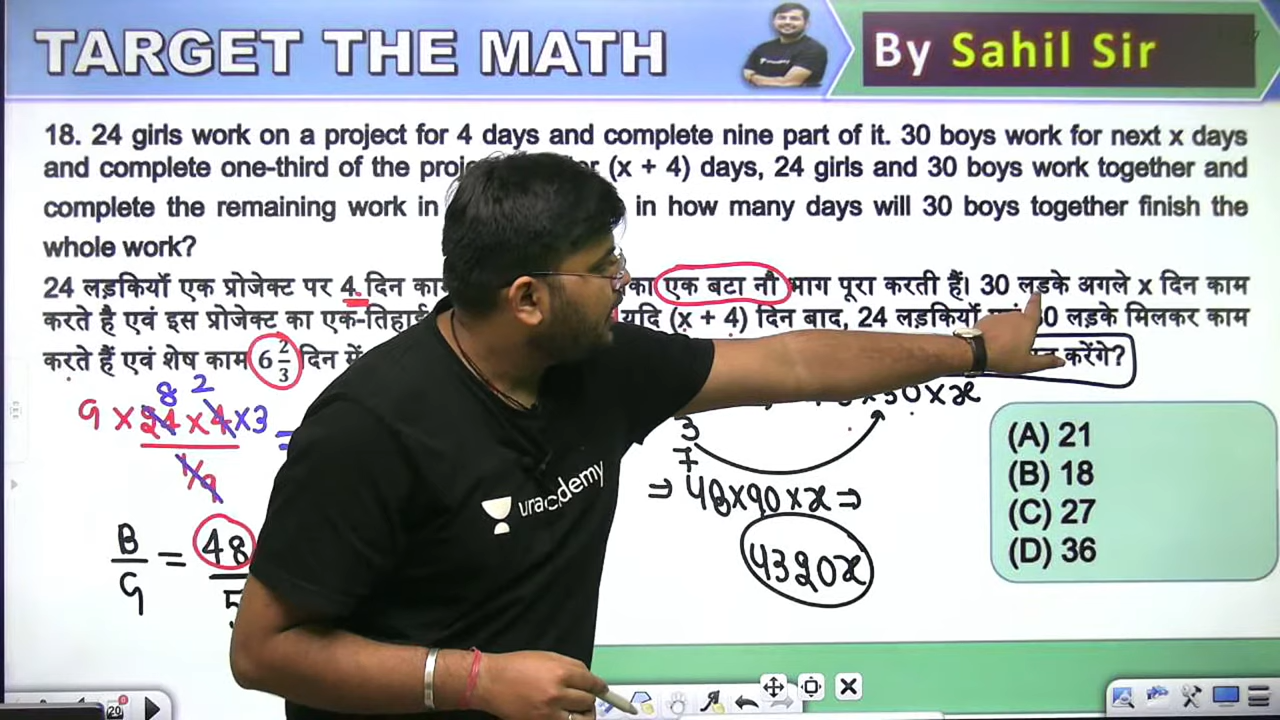 TARGET THE MATH
By Sahil Sir
18. 24 girls work on a project for 4 days and complete nine part of it. 30 boys work for next x days
and complete one-third of the (x + 4) days, 24 girls and 30 boys work together and
complete the remaining work in in how many days will 30 boys together finish the
whole work?
24 लड़कियाँ एक प्रोजेक्ट पर 4 दिन एक बटा नौ भाग पूरा करती हैं। 30 लड़के अगले x दिन काम
करते है एवं इस प्रोजेक्ट का यदि (x + 4) दिन बाद, 24 लड़कियाँ लड़के मिलकर काम
करते हैं एवं शेष काम 6 2/3 दिन करेंगे?
8 2
9 × 24 × 4 × 3 =
1/9
× x
3
7
⇒ 48×90×x ⇒
4320x
B/G = 48
unacademy
(A) 21
(B) 18
(C) 27
(D) 36
20